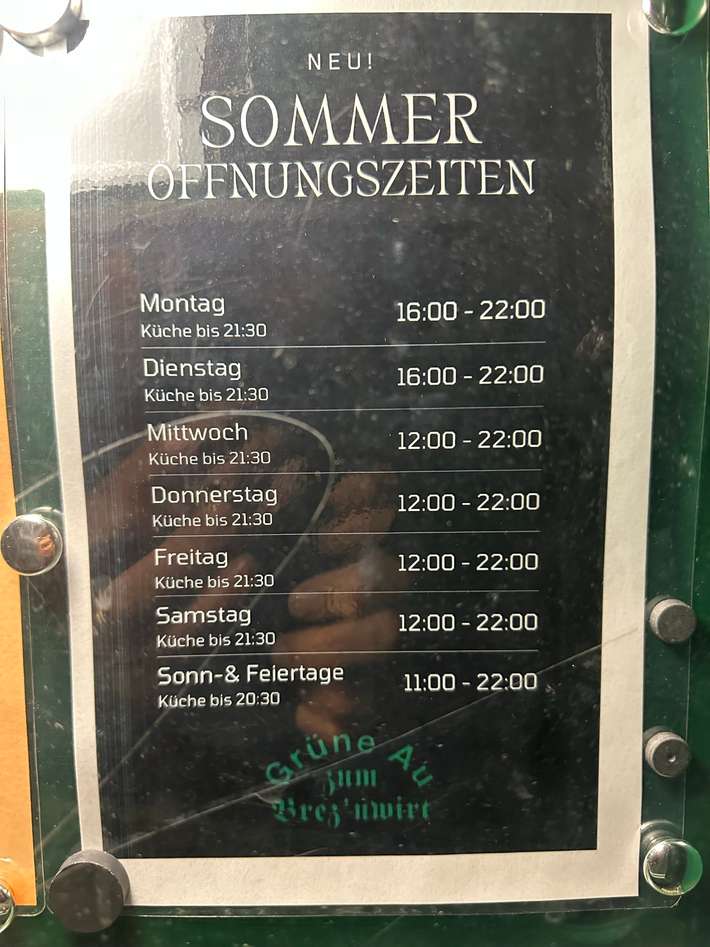 NEU!
SOMMER
ÖFFNUNGSZEITEN
Montag 16:00 - 22:00
Küche bis 21:30
Dienstag 16:00 - 22:00
Küche bis 21:30
Mittwoch 12:00 - 22:00
Küche bis 21:30
Donnerstag 12:00 - 22:00
Küche bis 21:30
Freitag 12:00 - 22:00
Küche bis 21:30
Samstag 12:00 - 22:00
Küche bis 21:30
Sonn-& Feiertage 11:00 - 22:00
Küche bis 20:30
Grüne Au
zum
Brez'nwirt